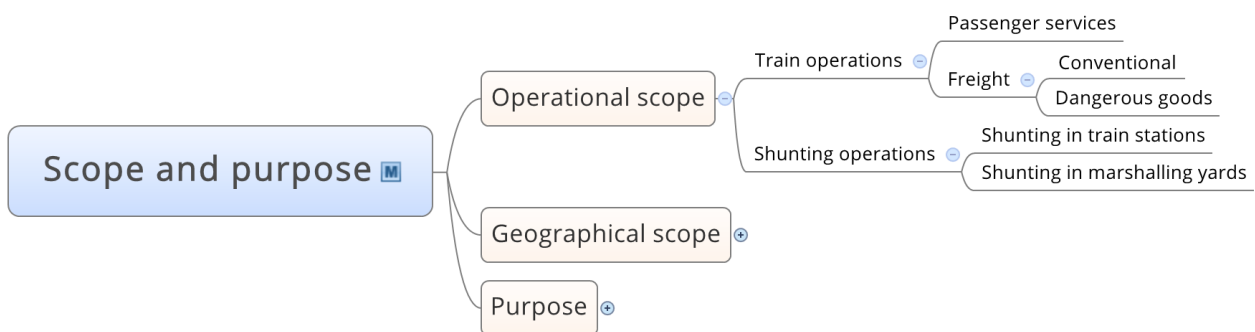 Scope and purpose
M
Operational scope
Train operations
Passenger services
Freight
Conventional
Dangerous goods
Shunting operations
Shunting in train stations
Shunting in marshalling yards
Geographical scope
Purpose